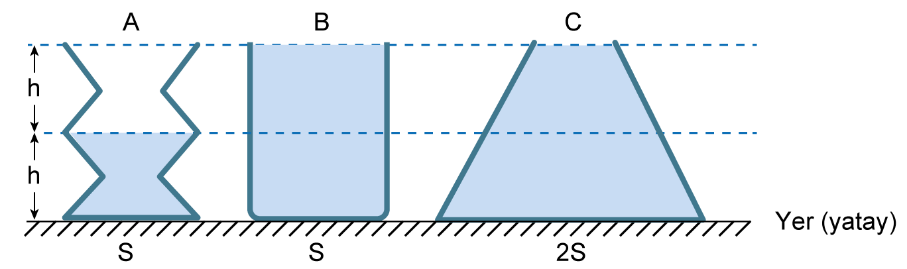 A B C
h
h
Yer (yatay)
S S 2S